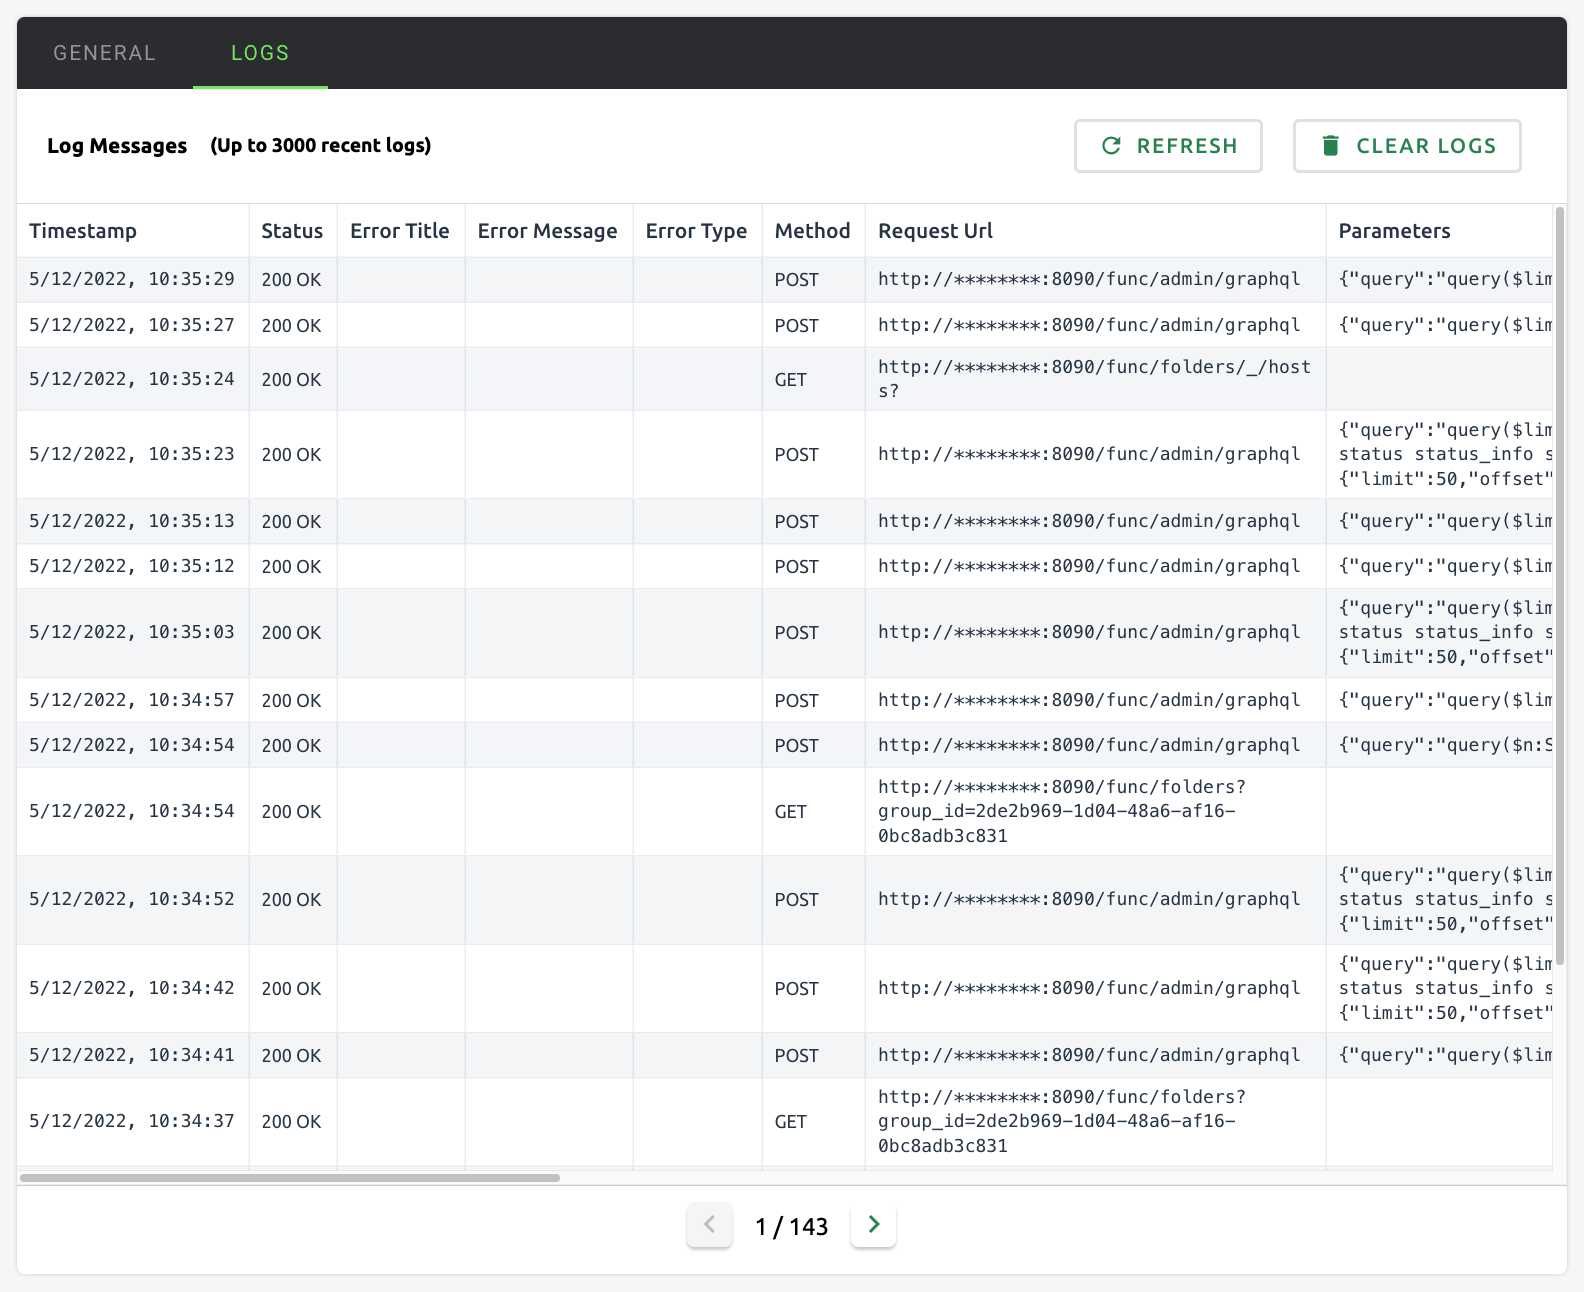 GENERAL LOGS
Log Messages (Up to 3000 recent logs) REFRESH CLEAR LOGS
Timestamp Status Error Title Error Message Error Type Method Request Url Parameters
5/12/2022, 10:35:29 200 OK POST http://********:8090/func/admin/graphql {"query":"query($lim
5/12/2022, 10:35:27 200 OK POST http://********:8090/func/admin/graphql {"query":"query($lim
5/12/2022, 10:35:24 200 OK GET http://********:8090/func/folders/_/host
s?
5/12/2022, 10:35:23 200 OK POST http://********:8090/func/admin/graphql {"query":"query($lim
status status_info s
{"limit":50,"offset"
5/12/2022, 10:35:13 200 OK POST http://********:8090/func/admin/graphql {"query":"query($lim
5/12/2022, 10:35:12 200 OK POST http://********:8090/func/admin/graphql {"query":"query($lim
5/12/2022, 10:35:03 200 OK POST http://********:8090/func/admin/graphql {"query":"query($lim
status status_info s
{"limit":50,"offset"
5/12/2022, 10:34:57 200 OK POST http://********:8090/func/admin/graphql {"query":"query($lim
5/12/2022, 10:34:54 200 OK POST http://********:8090/func/admin/graphql {"query":"query($n:S
5/12/2022, 10:34:54 200 OK GET http://********:8090/func/folders?
group_id=2de2b969-1d04-48a6-af16-
0bc8adb3c831
5/12/2022, 10:34:52 200 OK POST http://********:8090/func/admin/graphql {"query":"query($lim
status status_info s
{"limit":50,"offset"
5/12/2022, 10:34:42 200 OK POST http://********:8090/func/admin/graphql {"query":"query($lim
status status_info s
{"limit":50,"offset"
5/12/2022, 10:34:41 200 OK POST http://********:8090/func/admin/graphql {"query":"query($lim
5/12/2022, 10:34:37 200 OK GET http://********:8090/func/folders?
group_id=2de2b969-1d04-48a6-af16-
0bc8adb3c831
1 / 143